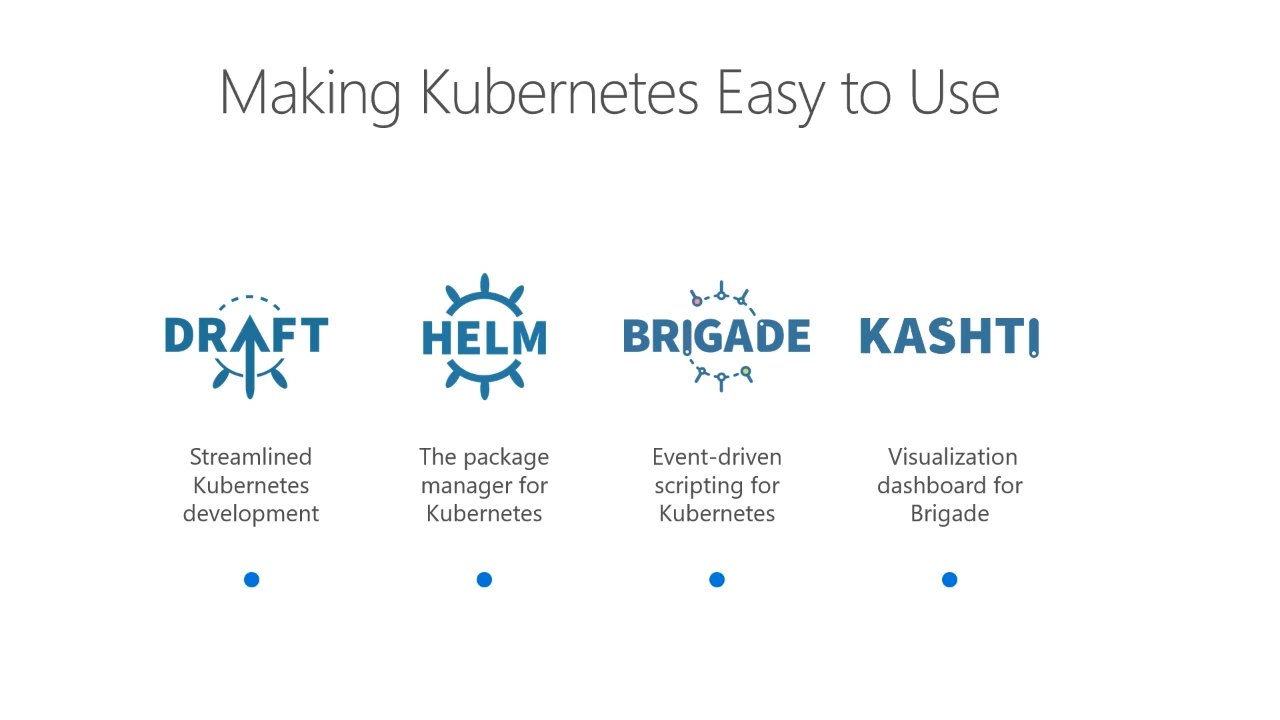 Making Kubernetes Easy to Use
DRAFT
HELM
BRIGADE
KASHTI
Streamlined
Kubernetes
development
The package
manager for
Kubernetes
Event-driven
scripting for
Kubernetes
Visualization
dashboard for
Brigade